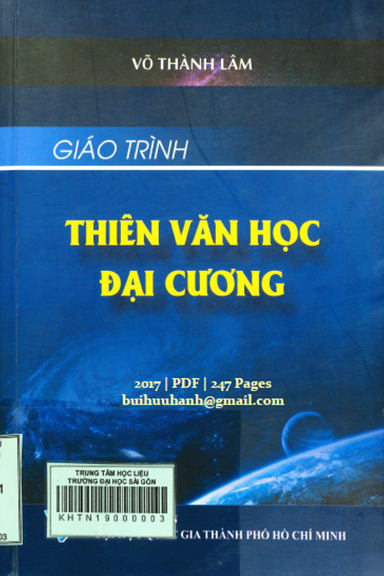 VÕ THÀNH LÂM
GIÁO TRÌNH
THIÊN VĂN HỌC
ĐẠI CƯƠNG
2017 | PDF | 247 Pages
buihuuhanh@gmail.com
TRUNG TÂM HỌC LIỆU
TRƯỜNG ĐẠI HỌC SÀI GÒN
KHTN19000003
GIA THÀNH PHỐ HỒ CHÍ MINH